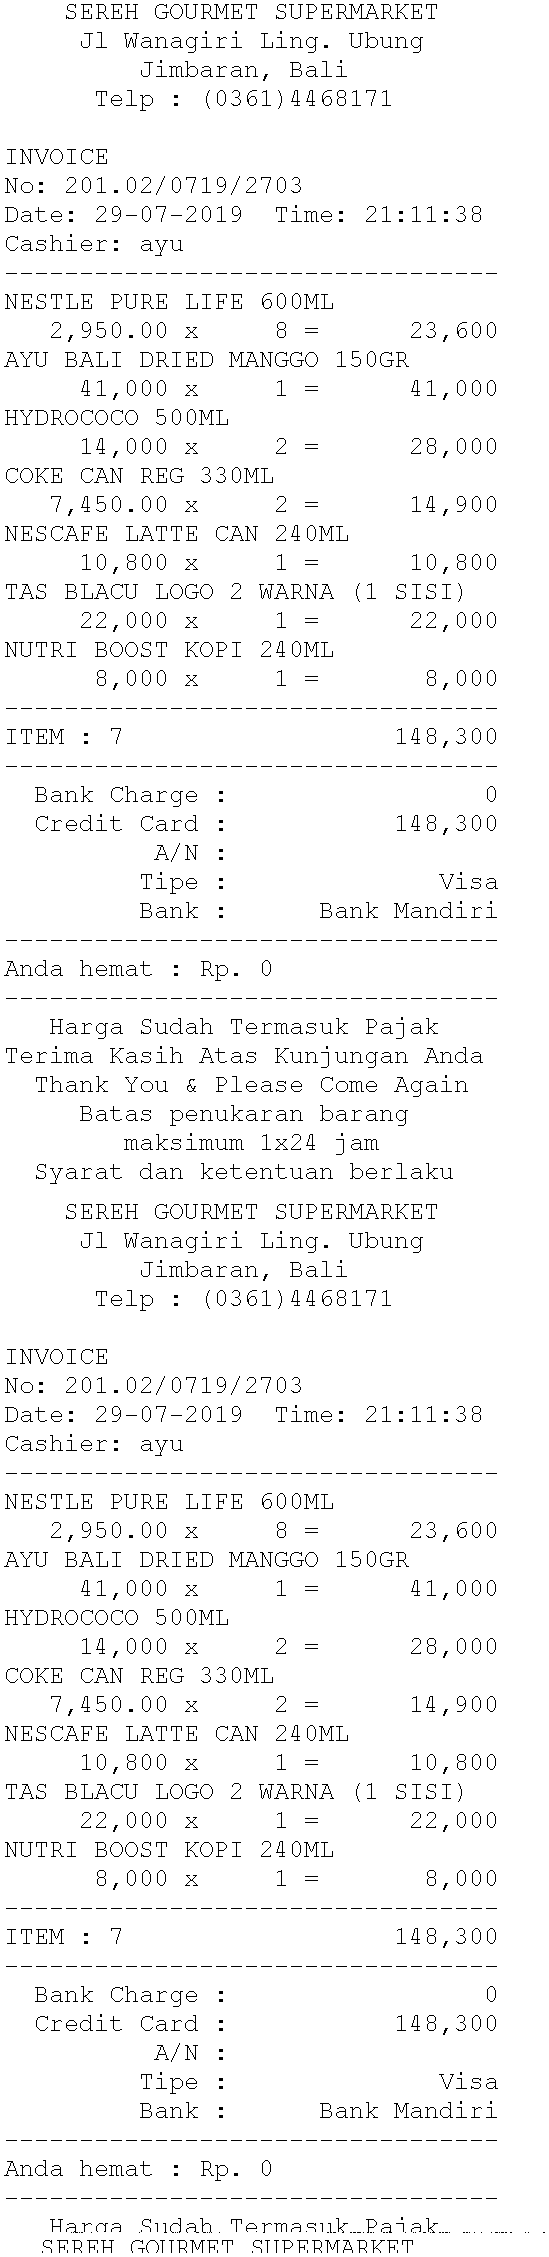 SEREH GOURMET SUPERMARKET
Jl Wanagiri Ling. Ubung
Jimbaran, Bali
Telp : (0361)4468171
INVOICE
No: 201.02/0719/2703
Date: 29-07-2019  Time: 21:11:38
Cashier: ayu
---------------------------------
NESTLE PURE LIFE 600ML
2,950.00 x     8 =      23,600
AYU BALI DRIED MANGGO 150GR
41,000 x     1 =      41,000
HYDROCOCO 500ML
14,000 x     2 =      28,000
COKE CAN REG 330ML
7,450.00 x     2 =      14,900
NESCAFE LATTE CAN 240ML
10,800 x     1 =      10,800
TAS BLACU LOGO 2 WARNA (1 SISI)
22,000 x     1 =      22,000
NUTRI BOOST KOPI 240ML
8,000 x     1 =       8,000
---------------------------------
ITEM : 7                  148,300
---------------------------------
Bank Charge :                 0
Credit Card :           148,300
A/N :
Tipe :              Visa
Bank :      Bank Mandiri
---------------------------------
Anda hemat : Rp. 0
---------------------------------
Harga Sudah Termasuk Pajak
Terima Kasih Atas Kunjungan Anda
Thank You & Please Come Again
Batas penukaran barang
maksimum 1x24 jam
Syarat dan ketentuan berlaku
SEREH GOURMET SUPERMARKET
Jl Wanagiri Ling. Ubung
Jimbaran, Bali
Telp : (0361)4468171
INVOICE
No: 201.02/0719/2703
Date: 29-07-2019  Time: 21:11:38
Cashier: ayu
---------------------------------
NESTLE PURE LIFE 600ML
2,950.00 x     8 =      23,600
AYU BALI DRIED MANGGO 150GR
41,000 x     1 =      41,000
HYDROCOCO 500ML
14,000 x     2 =      28,000
COKE CAN REG 330ML
7,450.00 x     2 =      14,900
NESCAFE LATTE CAN 240ML
10,800 x     1 =      10,800
TAS BLACU LOGO 2 WARNA (1 SISI)
22,000 x     1 =      22,000
NUTRI BOOST KOPI 240ML
8,000 x     1 =       8,000
---------------------------------
ITEM : 7                  148,300
---------------------------------
Bank Charge :                 0
Credit Card :           148,300
A/N :
Tipe :              Visa
Bank :      Bank Mandiri
---------------------------------
Anda hemat : Rp. 0
---------------------------------
Harga Sudah Termasuk Pajak
SEREH GOURMET SUPERMARKET